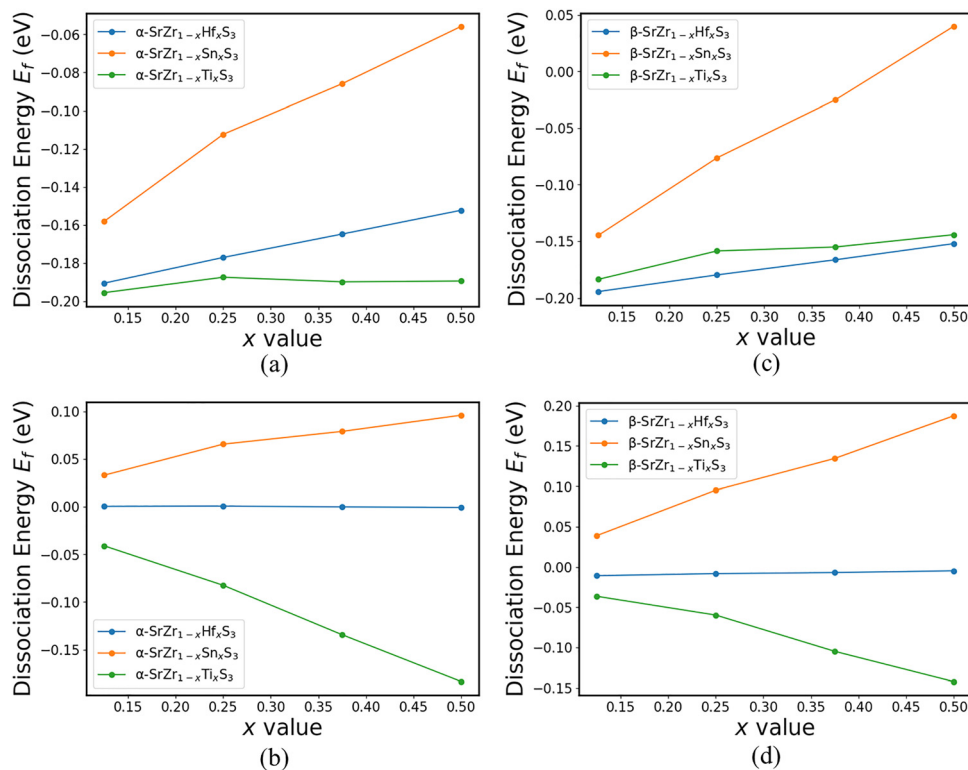 Dissociation Energy E_f (eV)
−0.06
−0.08
−0.10
−0.12
−0.14
−0.16
−0.18
−0.20
α-SrZr₁₋ₓHfₓS₃
α-SrZr₁₋ₓSnₓS₃
α-SrZr₁₋ₓTiₓS₃
0.15 0.20 0.25 0.30 0.35 0.40 0.45 0.50
x value
(a)
Dissociation Energy E_f (eV)
0.05
0.00
−0.05
−0.10
−0.15
−0.20
β-SrZr₁₋ₓHfₓS₃
β-SrZr₁₋ₓSnₓS₃
β-SrZr₁₋ₓTiₓS₃
0.15 0.20 0.25 0.30 0.35 0.40 0.45 0.50
x value
(c)
Dissociation Energy E_f (eV)
0.10
0.05
0.00
−0.05
−0.10
−0.15
α-SrZr₁₋ₓHfₓS₃
α-SrZr₁₋ₓSnₓS₃
α-SrZr₁₋ₓTiₓS₃
0.15 0.20 0.25 0.30 0.35 0.40 0.45 0.50
x value
(b)
Dissociation Energy E_f (eV)
0.20
0.15
0.10
0.05
0.00
−0.05
−0.10
−0.15
β-SrZr₁₋ₓHfₓS₃
β-SrZr₁₋ₓSnₓS₃
β-SrZr₁₋ₓTiₓS₃
0.15 0.20 0.25 0.30 0.35 0.40 0.45 0.50
x value
(d)